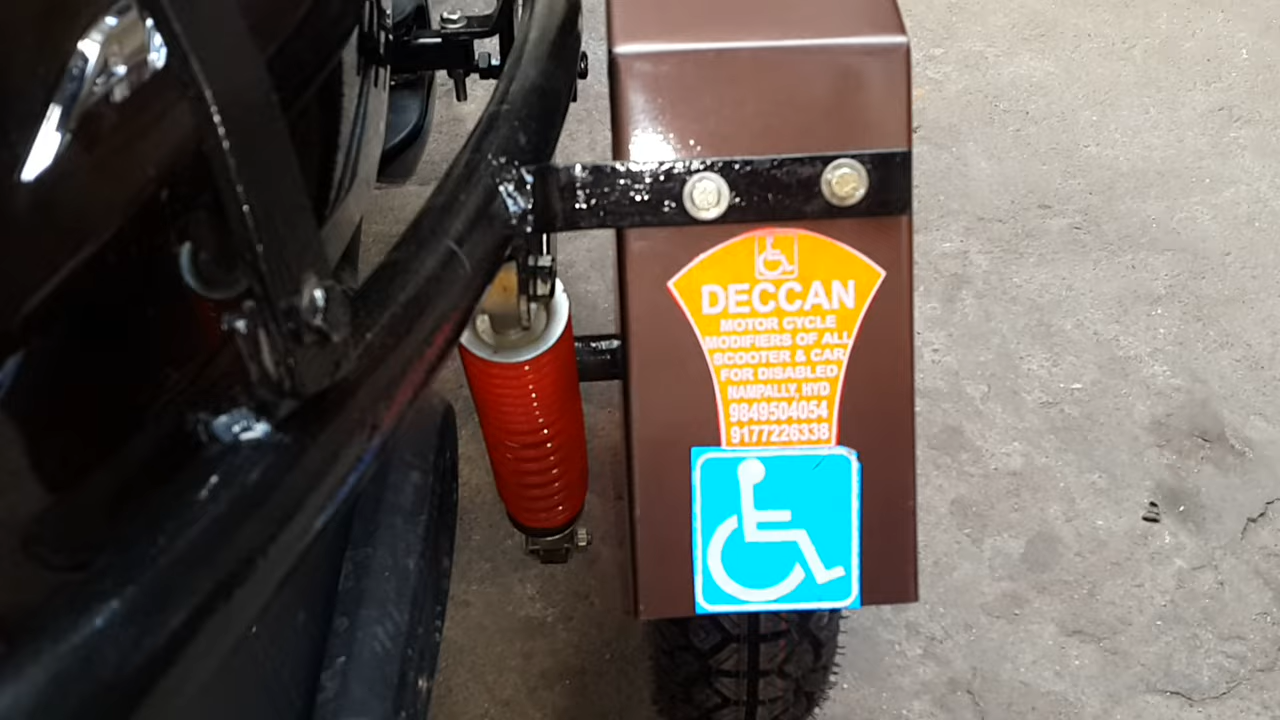 DECCAN
MOTOR CYCLE
MODIFIERS OF ALL
SCOOTER & CAR
FOR DISABLED
NAMPALLY, HYD
9849504054
9177226338